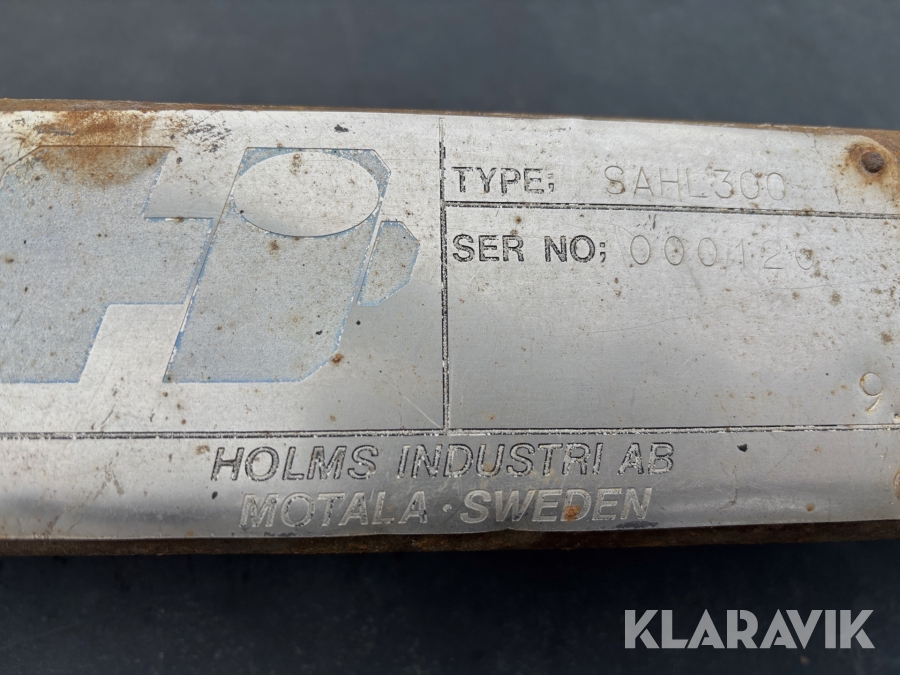 TYPE; SAHL300
SER NO; 000120
9
HOLMS INDUSTRI AB
MOTALA · SWEDEN
KLARAVIK